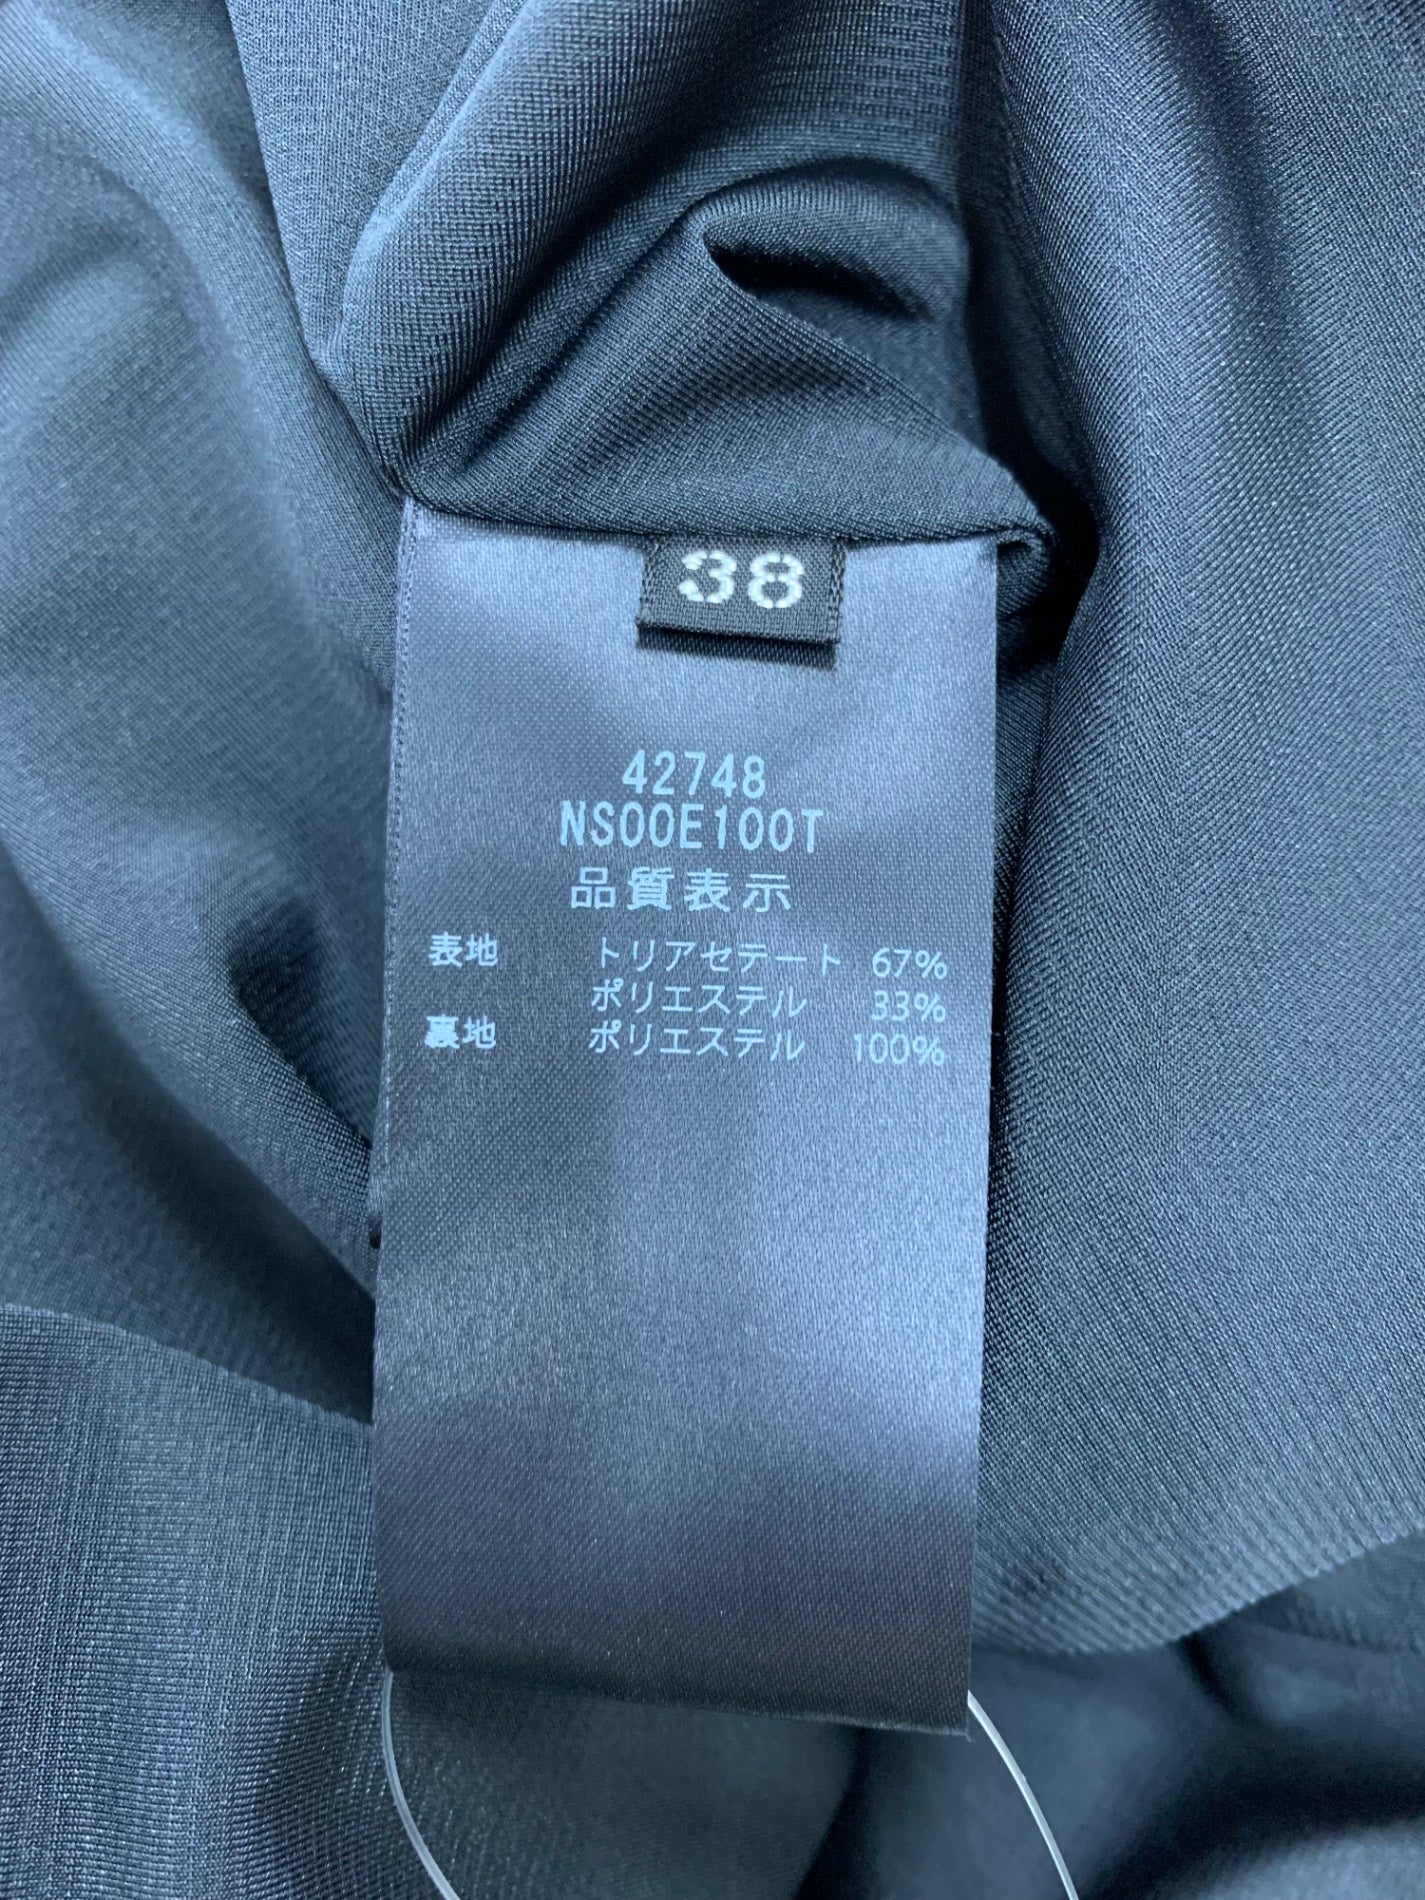 38
42748
NS00E100T
品質表示
表地 トリアセテート 67%
ポリエステル 33%
裏地 ポリエステル 100%